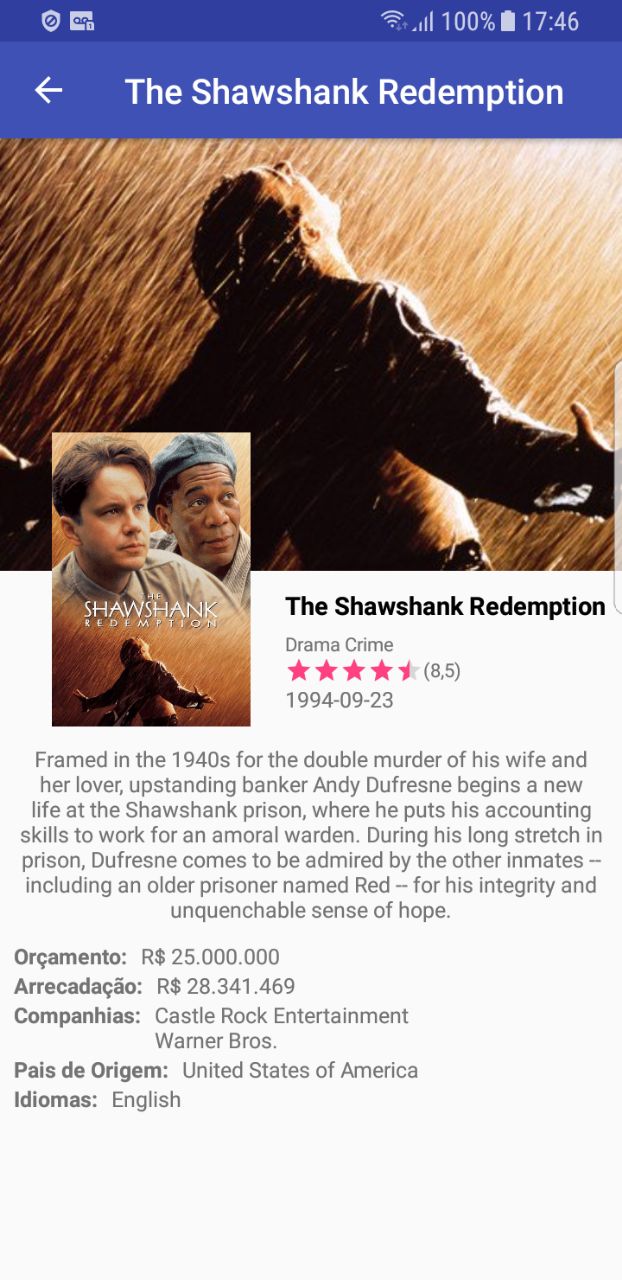 100% 17:46
The Shawshank Redemption
THE
SHAWSHANK
REDEMPTION
The Shawshank Redemption
Drama Crime
(8,5)
1994-09-23
Framed in the 1940s for the double murder of his wife and
her lover, upstanding banker Andy Dufresne begins a new
life at the Shawshank prison, where he puts his accounting
skills to work for an amoral warden. During his long stretch in
prison, Dufresne comes to be admired by the other inmates --
including an older prisoner named Red -- for his integrity and
unquenchable sense of hope.
Orçamento: R$ 25.000.000
Arrecadação: R$ 28.341.469
Companhias: Castle Rock Entertainment
Warner Bros.
Pais de Origem: United States of America
Idiomas: English